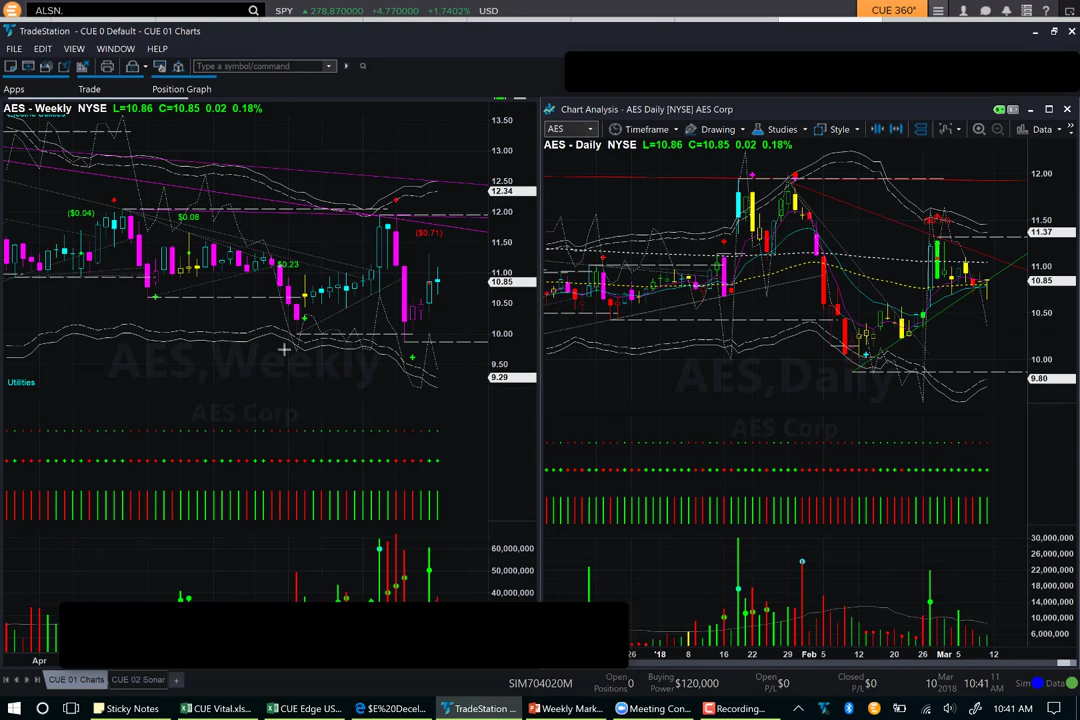 ALSN.
SPY 278.870000 +4.770000 +1.7402% USD
CUE 360°
TradeStation - CUE 0 Default - CUE 01 Charts
FILE EDIT VIEW WINDOW HELP
Type a symbol/command
Apps Trade Position Graph
AES - Weekly NYSE L=10.86 C=10.85 0.02 0.18%
13.50
13.00
12.50
12.34
12.00
11.50
11.00
10.85
10.50
10.00
9.50
9.29
($0.04)
$0.08
$0.23
($0.71)
AES,Weekly
Utilities
AES Corp
60,000,000
50,000,000
40,000,000
Apr
Chart Analysis - AES Daily [NYSE] AES Corp
AES Timeframe Drawing Studies Style Data
AES - Daily NYSE L=10.86 C=10.85 0.02 0.18%
12.00
11.50
11.37
11.00
10.85
10.50
10.00
9.80
AES,Daily
AES Corp
30,000,000
26,000,000
22,000,000
18,000,000
14,000,000
10,000,000
6,000,000
26 '18 8 16 22 29 Feb 5 12 20 26 Mar 5 12
CUE 01 Charts CUE 02 Sonar +
SIM704020M
Open Positions 0
Buying Power $120,000
Open P/L $0
Closed P/L $0
10 Mar 2018
10:41 11 AM
Sim Data
Sticky Notes
CUE Vital.xls...
CUE Edge US...
$E%20Decel...
TradeStation ...
Weekly Mark...
Meeting Con...
Recording...
10:41 AM